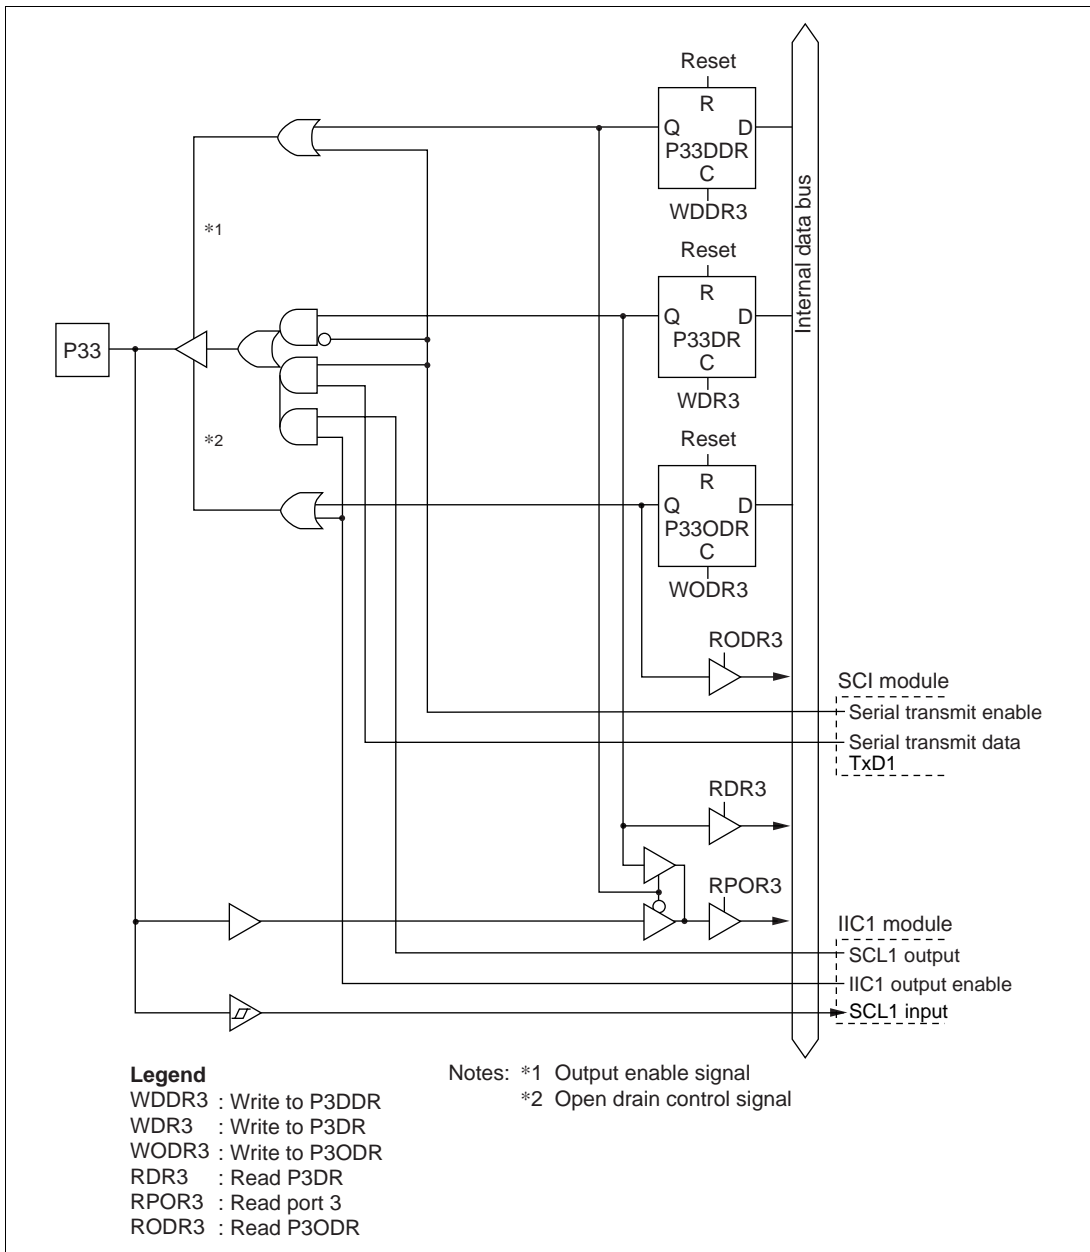 Reset
R
Q D
P33DDR
C
WDDR3
Internal data bus
*1
Reset
R
Q D
P33DR
C
WDR3
P33
*2
Reset
R
Q D
P33ODR
C
WODR3
RODR3
SCI module
Serial transmit enable
Serial transmit data
TxD1
RDR3
RPOR3
IIC1 module
SCL1 output
IIC1 output enable
SCL1 input
Legend
WDDR3 : Write to P3DDR
WDR3 : Write to P3DR
WODR3 : Write to P3ODR
RDR3 : Read P3DR
RPOR3 : Read port 3
RODR3 : Read P3ODR
Notes: *1 Output enable signal
*2 Open drain control signal